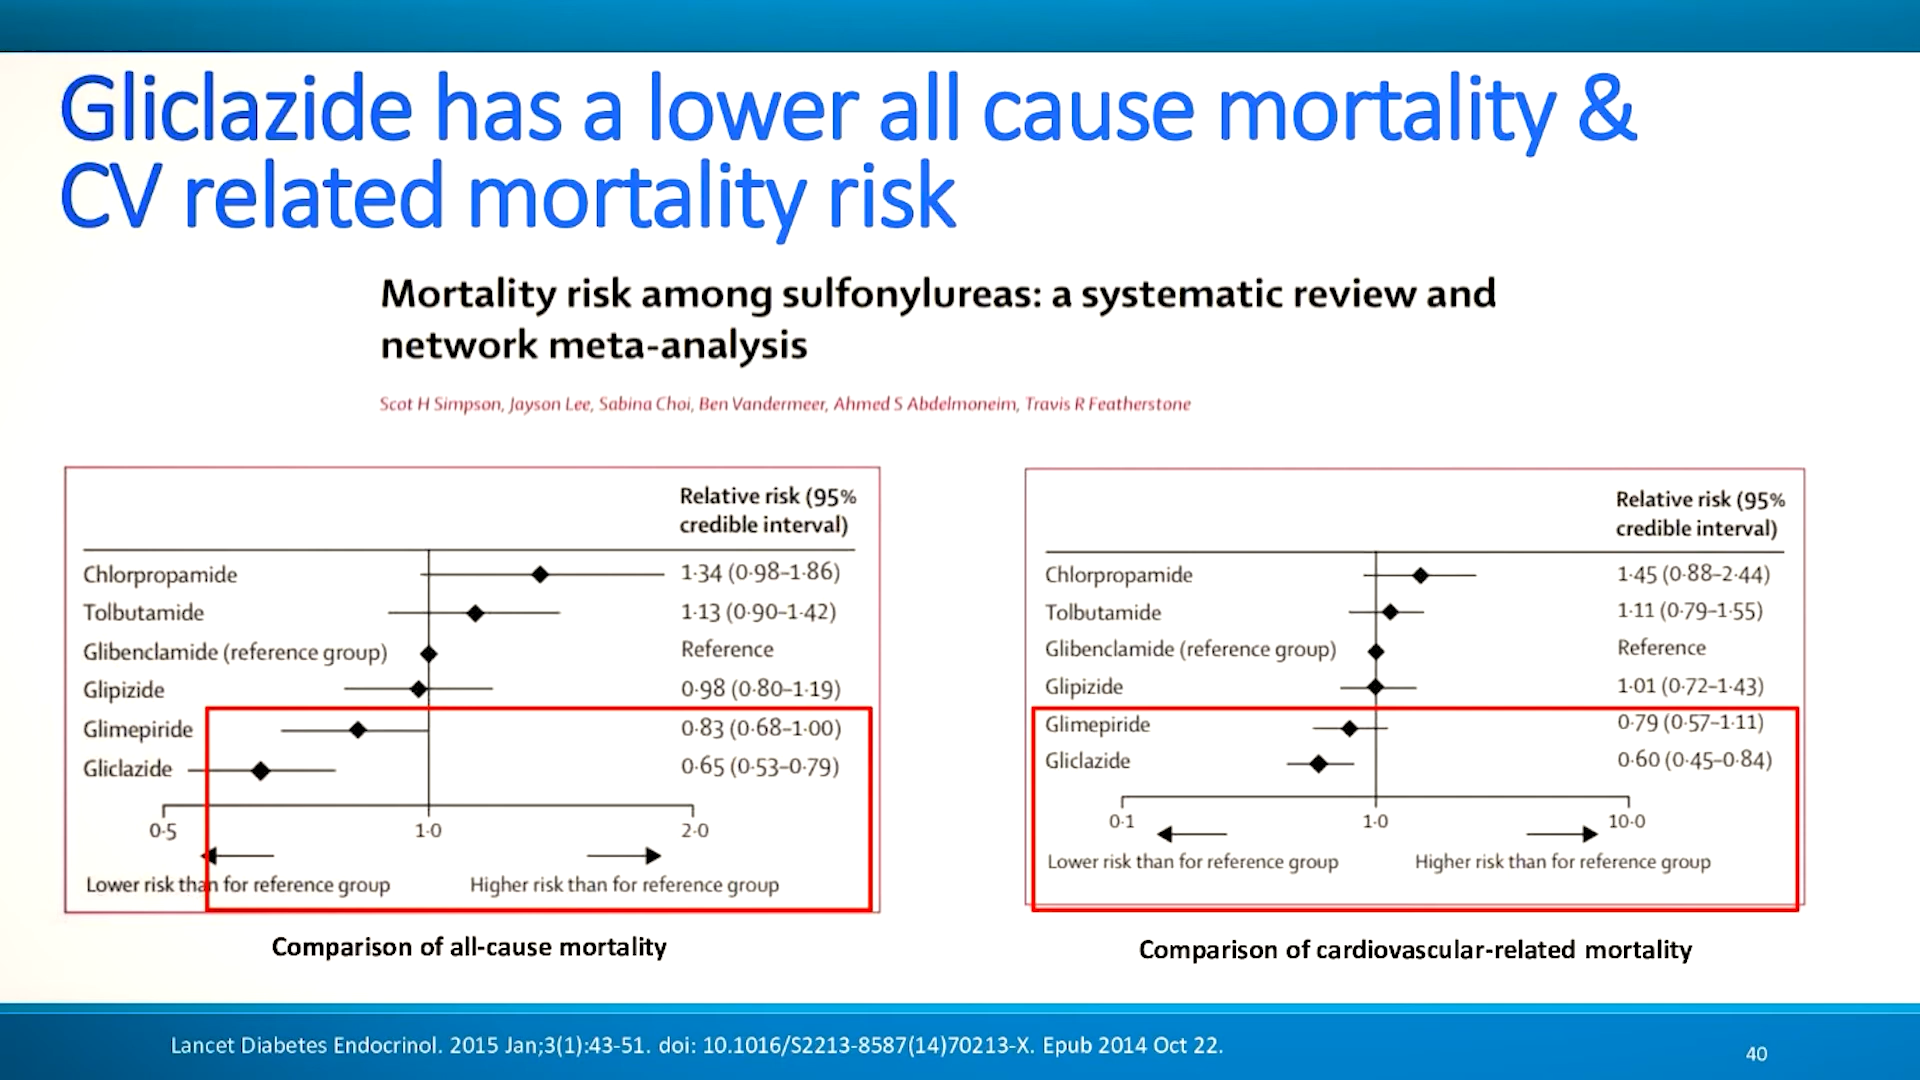 Gliclazide has a lower all cause mortality &
CV related mortality risk
Mortality risk among sulfonylureas: a systematic review and
network meta-analysis
Scot H Simpson, Jayson Lee, Sabina Choi, Ben Vandermeer, Ahmed S Abdelmoneim, Travis R Featherstone
Relative risk (95%
credible interval)
Chlorpropamide 1·34 (0·98–1·86)
Tolbutamide 1·13 (0·90–1·42)
Glibenclamide (reference group) Reference
Glipizide 0·98 (0·80–1·19)
Glimepiride 0·83 (0·68–1·00)
Gliclazide 0·65 (0·53–0·79)
0·5 1·0 2·0
Lower risk than for reference group Higher risk than for reference group
Comparison of all-cause mortality
Relative risk (95%
credible interval)
Chlorpropamide 1·45 (0·88–2·44)
Tolbutamide 1·11 (0·79–1·55)
Glibenclamide (reference group) Reference
Glipizide 1·01 (0·72–1·43)
Glimepiride 0·79 (0·57–1·11)
Gliclazide 0·60 (0·45–0·84)
0·1 1·0 10·0
Lower risk than for reference group Higher risk than for reference group
Comparison of cardiovascular-related mortality
Lancet Diabetes Endocrinol. 2015 Jan;3(1):43-51. doi: 10.1016/S2213-8587(14)70213-X. Epub 2014 Oct 22.
40